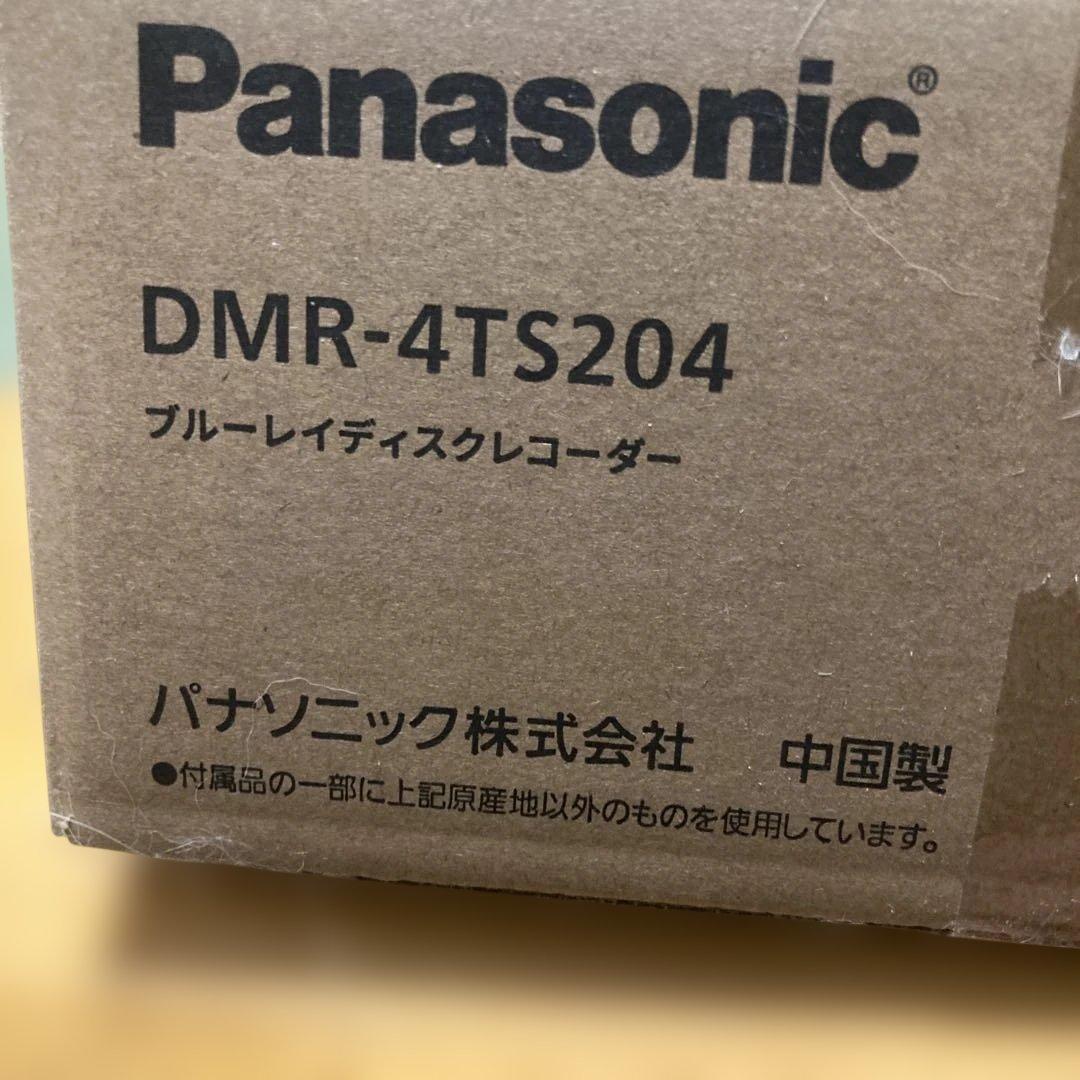 Panasonic®
DMR-4TS204
ブルーレイディスクレコーダー
パナソニック株式会社 中国製
●付属品の一部に上記原産地以外のものを使用しています。